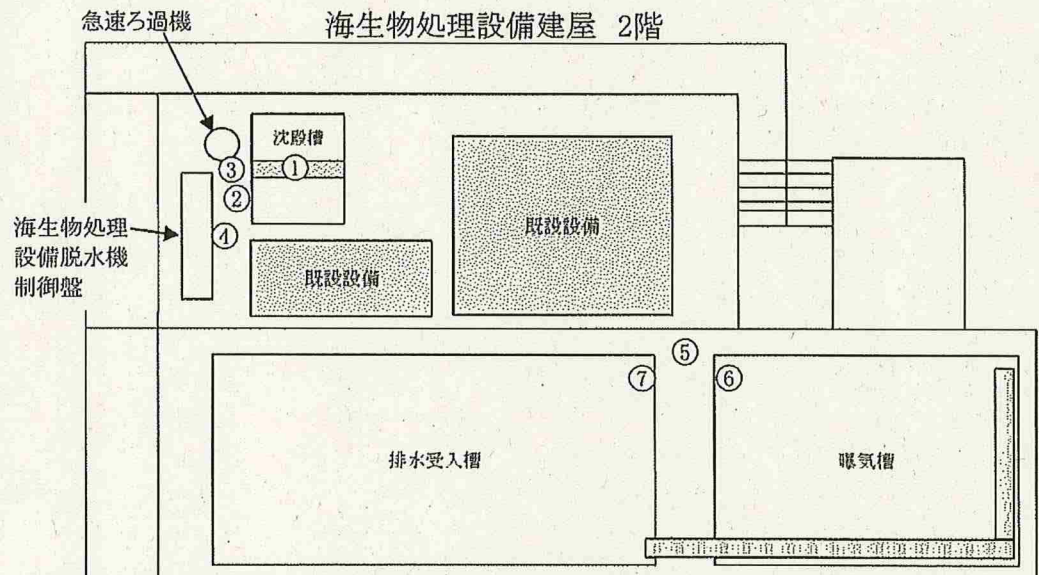 急速ろ過機
海生物処理設備建屋 2階
沈殿槽
③
①
②
海生物処理
設備脱水機
制御盤
④
既設設備
既設設備
⑤
⑦
⑥
排水受入槽
曝気槽